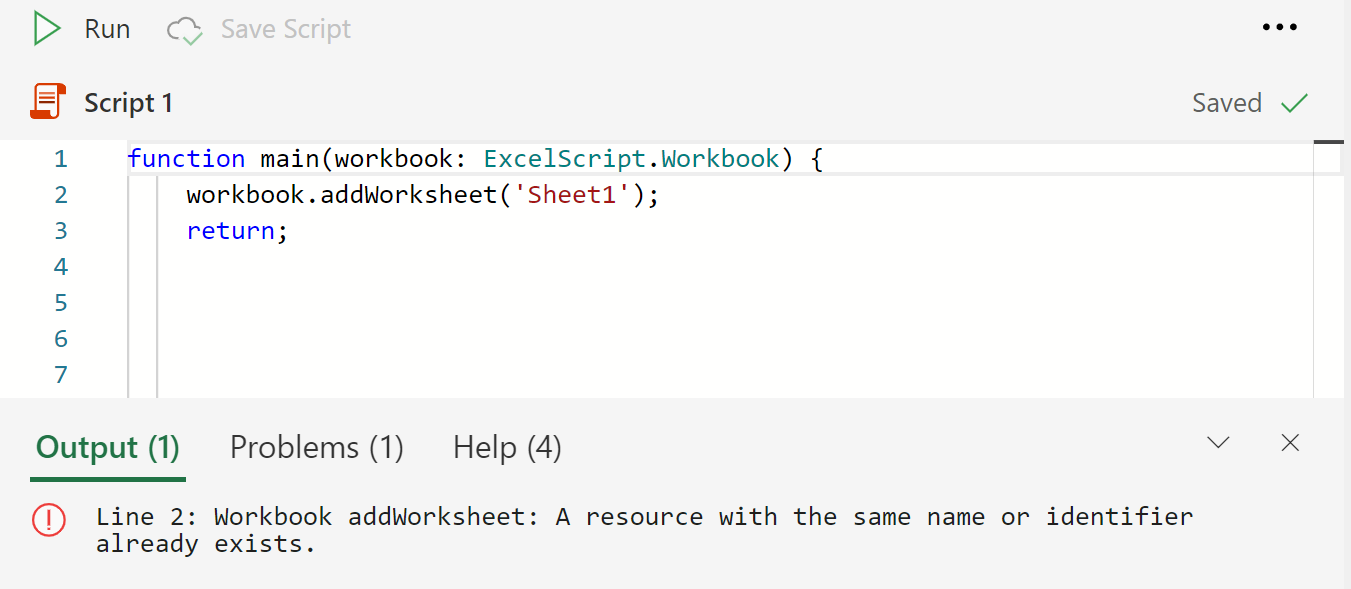 Run Save Script
Script 1 Saved
1 function main(workbook: ExcelScript.Workbook) {
2 workbook.addWorksheet('Sheet1');
3 return;
4
5
6
7
Output (1) Problems (1) Help (4)
Line 2: Workbook addWorksheet: A resource with the same name or identifier
already exists.